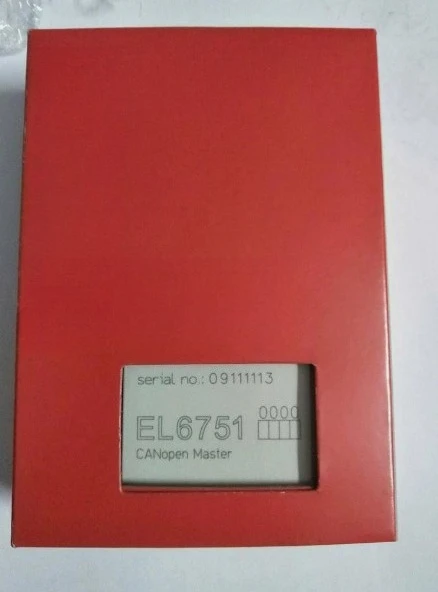 serial no.: 09111113
0000
EL6751
CANopen Master